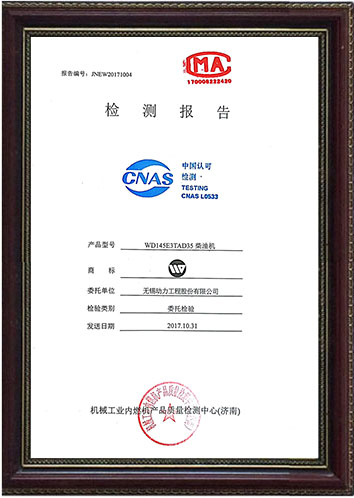 报告编号：JNEW20171004
MA
170008222420
检 测 报 告
CNAS
中国认可
检测
TESTING
CNAS L0533
产品型号 WD145E3TAD35 柴油机
商 标
委托单位 无锡动力工程股份有限公司
检验类别 委托检验
发送日期 2017.10.31
机械工业内燃机产品质量检测中心(济南)